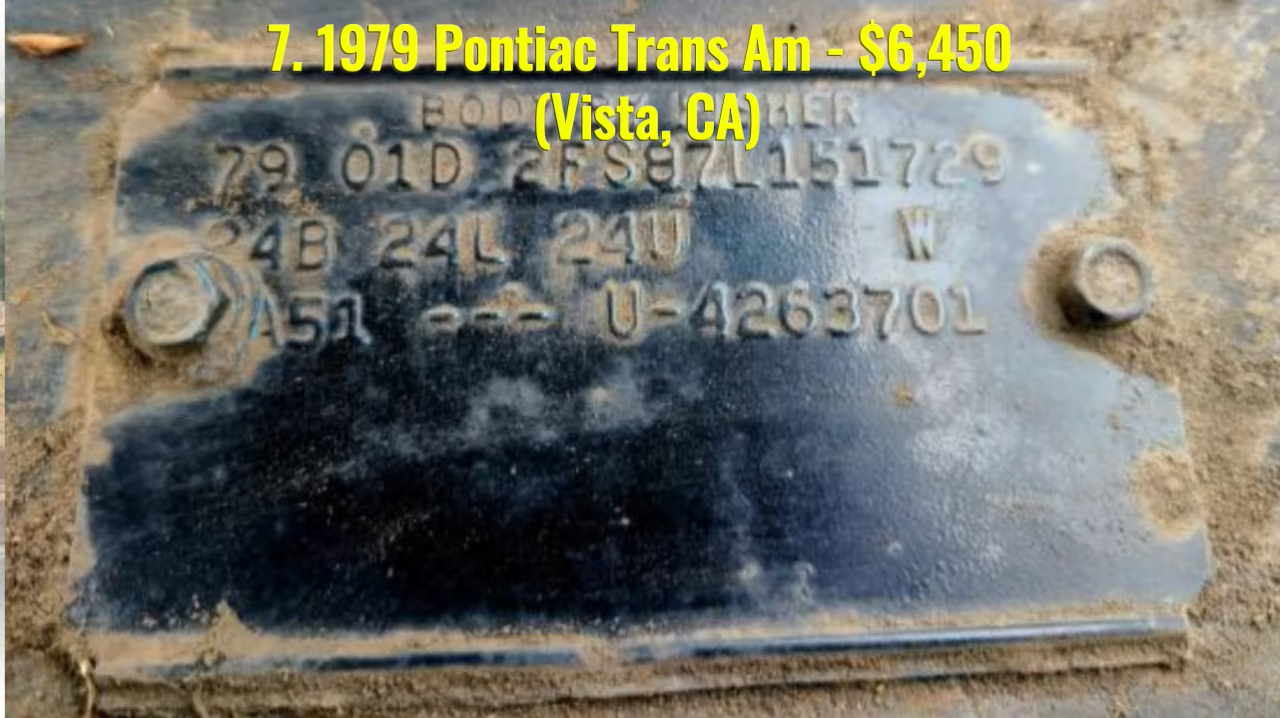 7. 1979 Pontiac Trans Am - $6,450
(Vista, CA)
79 01D 2FS87L151729
24B 24L 24U W
A51 --- U-4263701